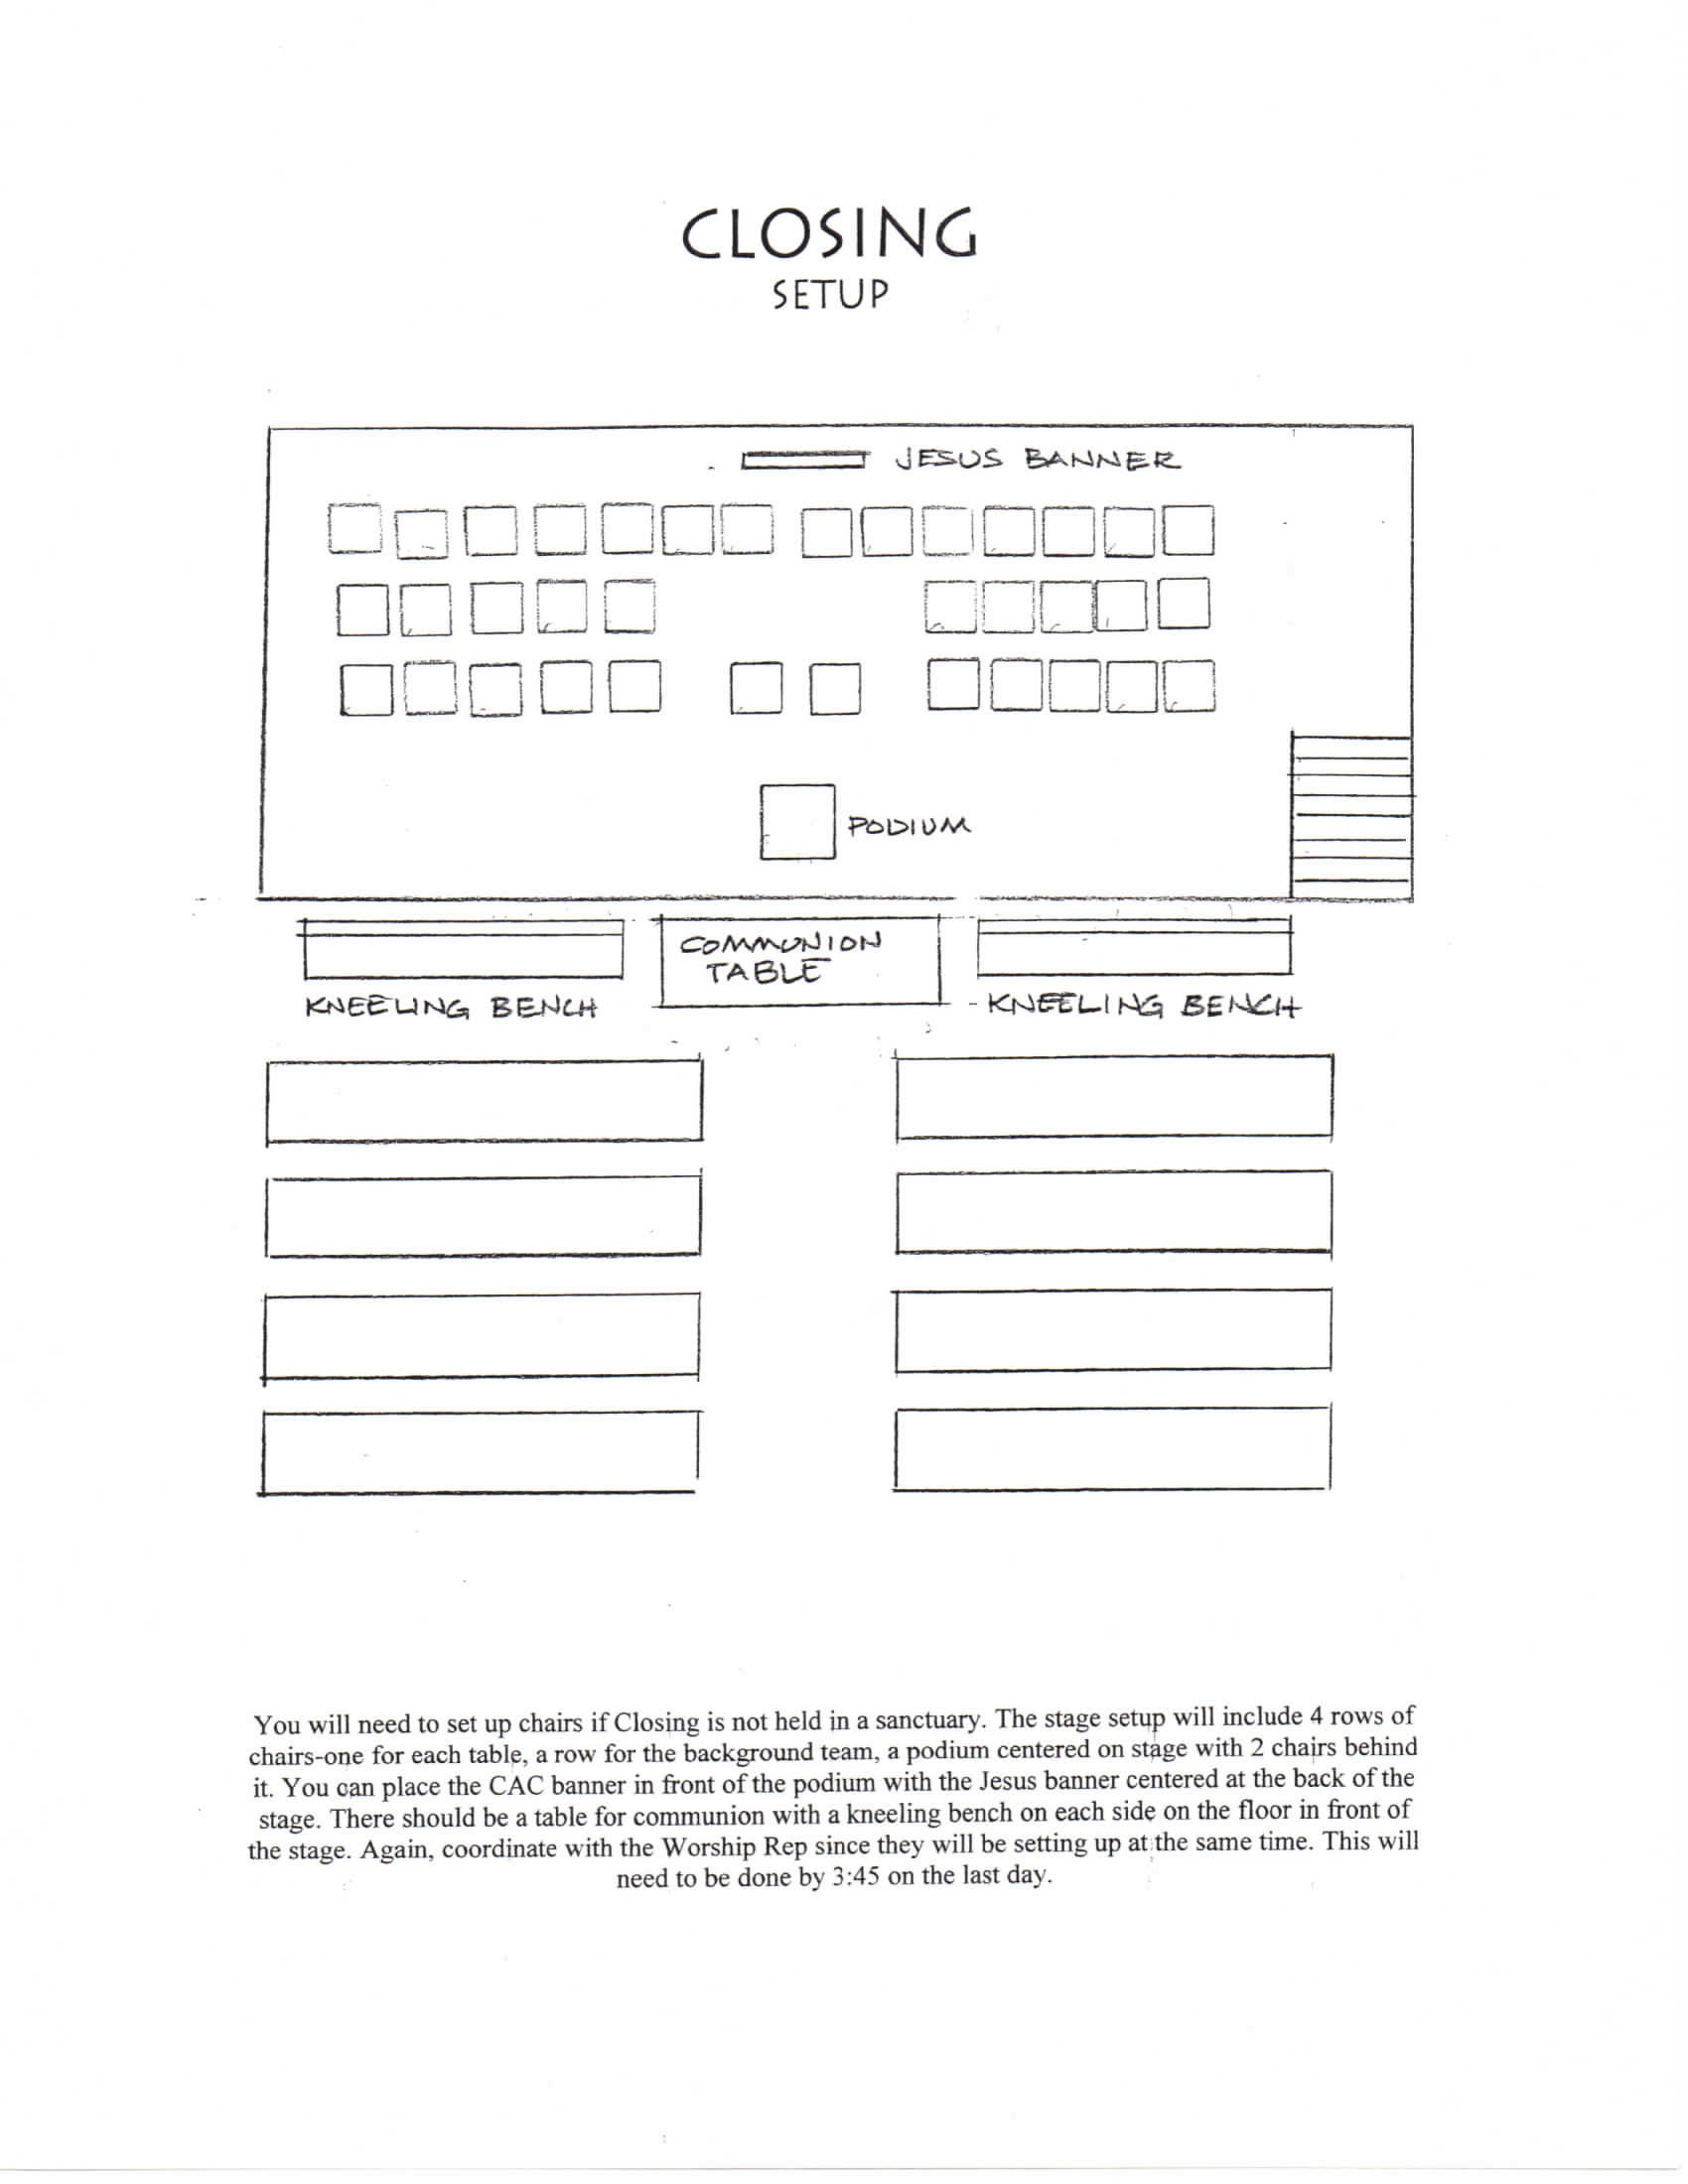 CLOSING
SETUP
JESUS BANNER
PODIUM
COMMUNION
TABLE
KNEELING BENCH
KNEELING BENCH
You will need to set up chairs if Closing is not held in a sanctuary. The stage setup will include 4 rows of
chairs-one for each table, a row for the background team, a podium centered on stage with 2 chairs behind
it. You can place the CAC banner in front of the podium with the Jesus banner centered at the back of the
stage. There should be a table for communion with a kneeling bench on each side on the floor in front of
the stage. Again, coordinate with the Worship Rep since they will be setting up at the same time. This will
need to be done by 3:45 on the last day.